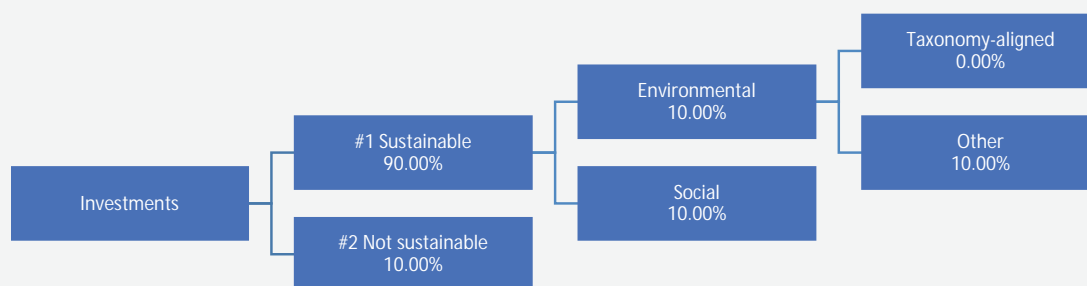 Investments
#1 Sustainable
90.00%
#2 Not sustainable
10.00%
Environmental
10.00%
Social
10.00%
Taxonomy-aligned
0.00%
Other
10.00%